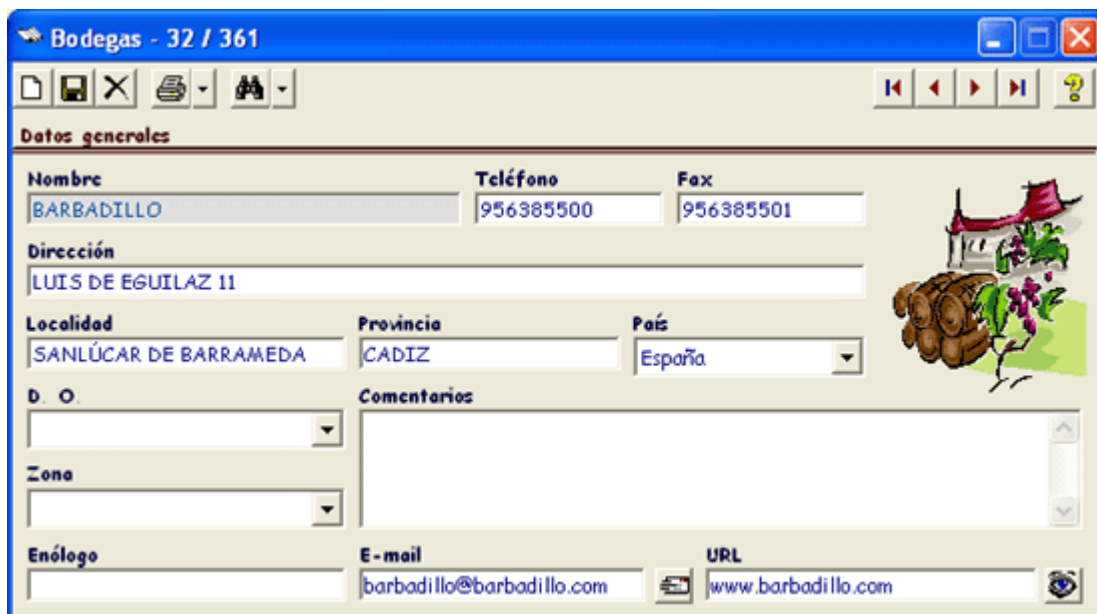 Bodegas - 32 / 361
Datos generales
Nombre Teléfono Fax
BARBADILLO 956385500 956385501
Dirección
LUIS DE EGUILAZ 11
Localidad Provincia País
SANLÚCAR DE BARRAMEDA CADIZ España
D. O. Comentarios
Zona
Enólogo E-mail URL
barbadillo@barbadillo.com www.barbadillo.com